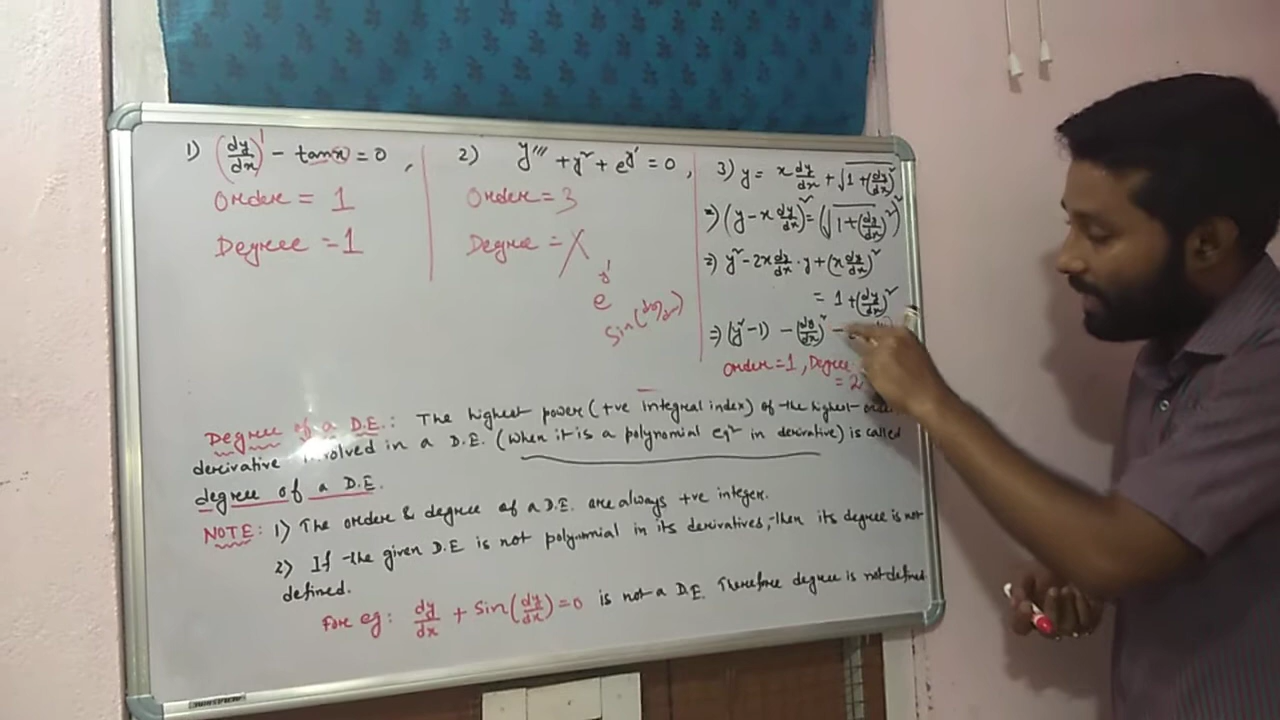 1) (dy/dx)' - tanx = 0 ,
Order = 1
Degree = 1
2) y''' + y² + e^y' = 0 ,
Order = 3
Degree = X
e^y'
sin(dy/dx)
3) y = x dy/dx + √1+(dy/dx)²
=> (y - x dy/dx)² = (√1+(dy/dx)²)²
=> y² - 2x dy/dx · y + (x dy/dx)²
= 1 + (dy/dx)²
=> (y² - 1) - (dy/dx)² -
order = 1 , Degree
= 2
Degree of a D.E. : The highest power (+ve integral index) of the highest
derivative involved in a D.E. (when it is a polynomial eqⁿ in derivative) is called
degree of a D.E.
NOTE: 1) The order & degree of a D.E. are always +ve integer.
2) If the given D.E is not polynomial in its derivatives, then its degree is not
defined.
For eg: dy/dx + sin(dy/dx) = 0 is not a D.E. Therefore degree is not defined